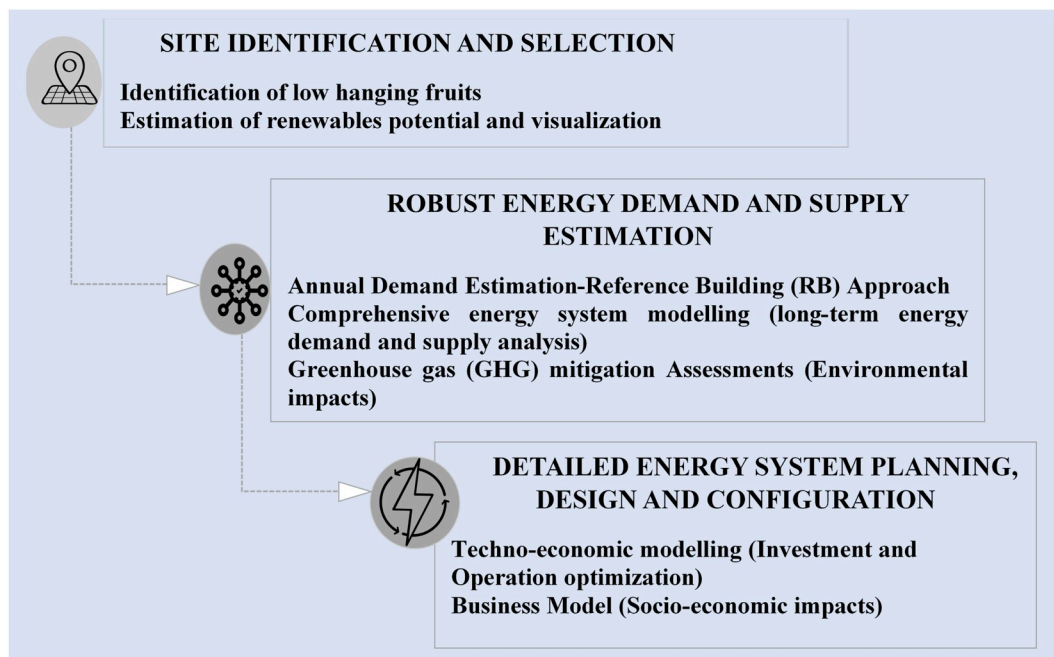 SITE IDENTIFICATION AND SELECTION
Identification of low hanging fruits
Estimation of renewables potential and visualization
ROBUST ENERGY DEMAND AND SUPPLY
ESTIMATION
Annual Demand Estimation-Reference Building (RB) Approach
Comprehensive energy system modelling (long-term energy
demand and supply analysis)
Greenhouse gas (GHG) mitigation Assessments (Environmental
impacts)
DETAILED ENERGY SYSTEM PLANNING,
DESIGN AND CONFIGURATION
Techno-economic modelling (Investment and
Operation optimization)
Business Model (Socio-economic impacts)